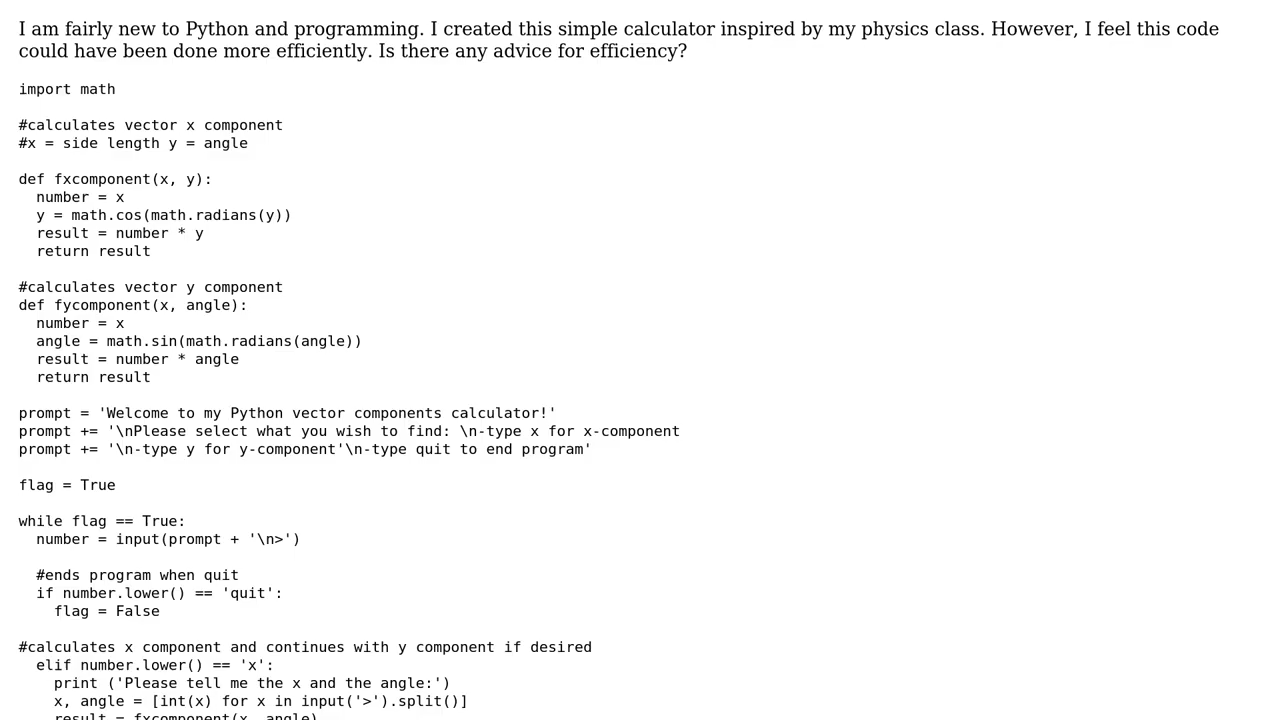 I am fairly new to Python and programming. I created this simple calculator inspired by my physics class. However, I feel this code
could have been done more efficiently. Is there any advice for efficiency?
import math
#calculates vector x component
#x = side length y = angle
def fxcomponent(x, y):
  number = x
  y = math.cos(math.radians(y))
  result = number * y
  return result
#calculates vector y component
def fycomponent(x, angle):
  number = x
  angle = math.sin(math.radians(angle))
  result = number * angle
  return result
prompt = 'Welcome to my Python vector components calculator!'
prompt += '\nPlease select what you wish to find: \n-type x for x-component
prompt += '\n-type y for y-component'\n-type quit to end program'
flag = True
while flag == True:
  number = input(prompt + '\n>')
  #ends program when quit
  if number.lower() == 'quit':
    flag = False
#calculates x component and continues with y component if desired
  elif number.lower() == 'x':
    print ('Please tell me the x and the angle:')
    x, angle = [int(x) for x in input('>').split()]
    result = fxcomponent(x, angle)